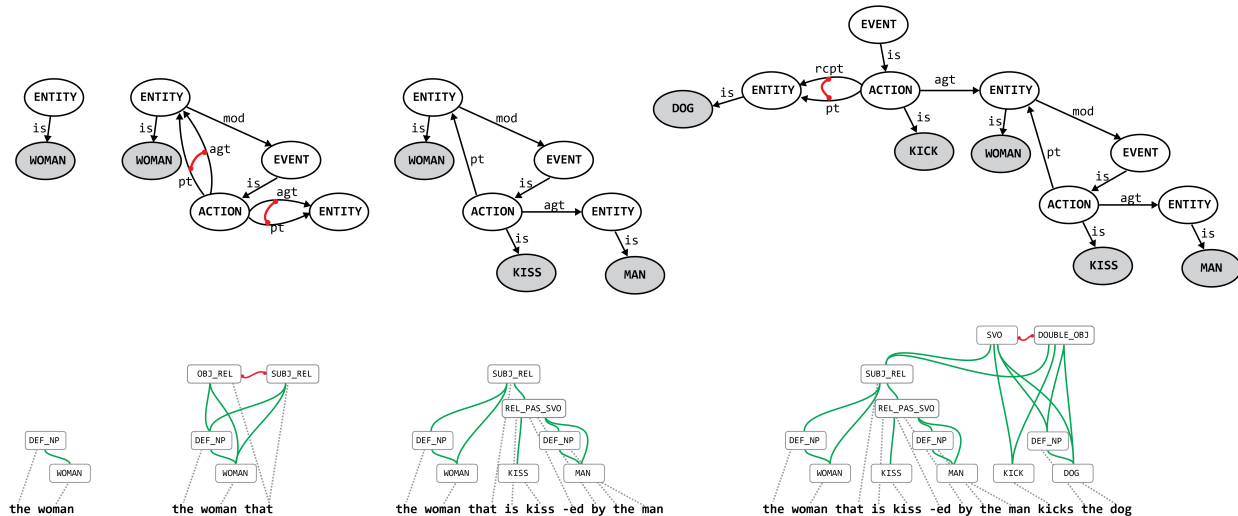 EVENT
is
rcpt
ENTITY
ENTITY
ENTITY
ENTITY
ACTION
agt
ENTITY
is
DOG
pt
is
is
mod
is
mod
is
is
mod
WOMAN
WOMAN
agt
EVENT
WOMAN
pt
EVENT
KICK
WOMAN
pt
EVENT
pt
is
agt
is
is
ACTION
ENTITY
ACTION
agt
ENTITY
ACTION
agt
ENTITY
pt
is
is
is
is
KISS
MAN
KISS
MAN
SVO
DOUBLE_OBJ
OBJ_REL
SUBJ_REL
SUBJ_REL
SUBJ_REL
REL_PAS_SVO
REL_PAS_SVO
DEF_NP
DEF_NP
DEF_NP
DEF_NP
DEF_NP
DEF_NP
DEF_NP
WOMAN
WOMAN
WOMAN
KISS
MAN
WOMAN
KISS
MAN
KICK
DOG
the woman
the woman that
the woman that is kiss -ed by the man
the woman that is kiss -ed by the man kicks the dog